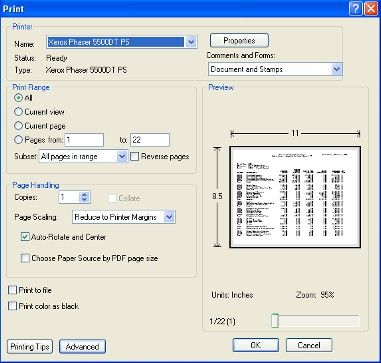 Print
Printer
Name: Xerox Phaser 5500DT PS
Properties
Status: Ready
Comments and Forms:
Type: Xerox Phaser 5500DT PS
Document and Stamps
Print Range
All
Current view
Current page
Pages from: 1 to: 22
Subset: All pages in range
Reverse pages
Page Handling
Copies: 1
Collate
Page Scaling: Reduce to Printer Margins
Auto-Rotate and Center
Choose Paper Source by PDF page size
Print to file
Print color as black
Preview
11
8.5
Units: Inches Zoom: 95%
1/22 (1)
Printing Tips
Advanced
OK
Cancel